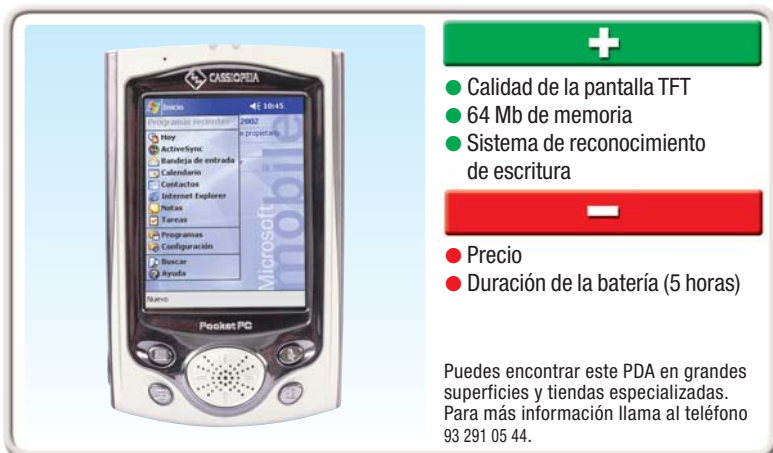 CASSIOPEIA
Inicio 10:45
Programas recientes 2002
Hoy
ActiveSync
Bandeja de entrada
Calendario
Contactos
Internet Explorer
Notas
Tareas
Programas
Configuración
Buscar
Ayuda
Nuevo
Microsoft
mobile
Pocket PC
+
● Calidad de la pantalla TFT
● 64 Mb de memoria
● Sistema de reconocimiento
de escritura
-
● Precio
● Duración de la batería (5 horas)
Puedes encontrar este PDA en grandes
superficies y tiendas especializadas.
Para más información llama al teléfono
93 291 05 44.